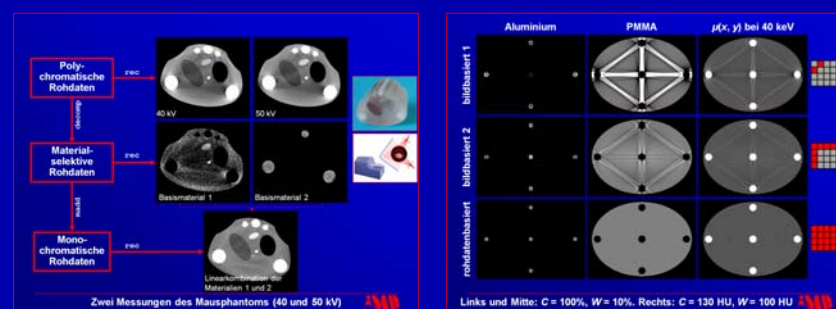 Poly-
chromatische
Rohdaten
rec
40 kV
50 kV
decomp
Material-
selektive
Rohdaten
rec
Basismaterial 1
Basismaterial 2
madd
Mono-
chromatische
Rohdaten
rec
Linearkombination der
Materialien 1 und 2
Zwei Messungen des Mausphantoms (40 und 50 kV)
Aluminium PMMA μ(x, y) bei 40 keV
bildbasiert 1
bildbasiert 2
rohdatenbasiert
Links und Mitte: C = 100%, W = 10%. Rechts: C = 130 HU, W = 100 HU